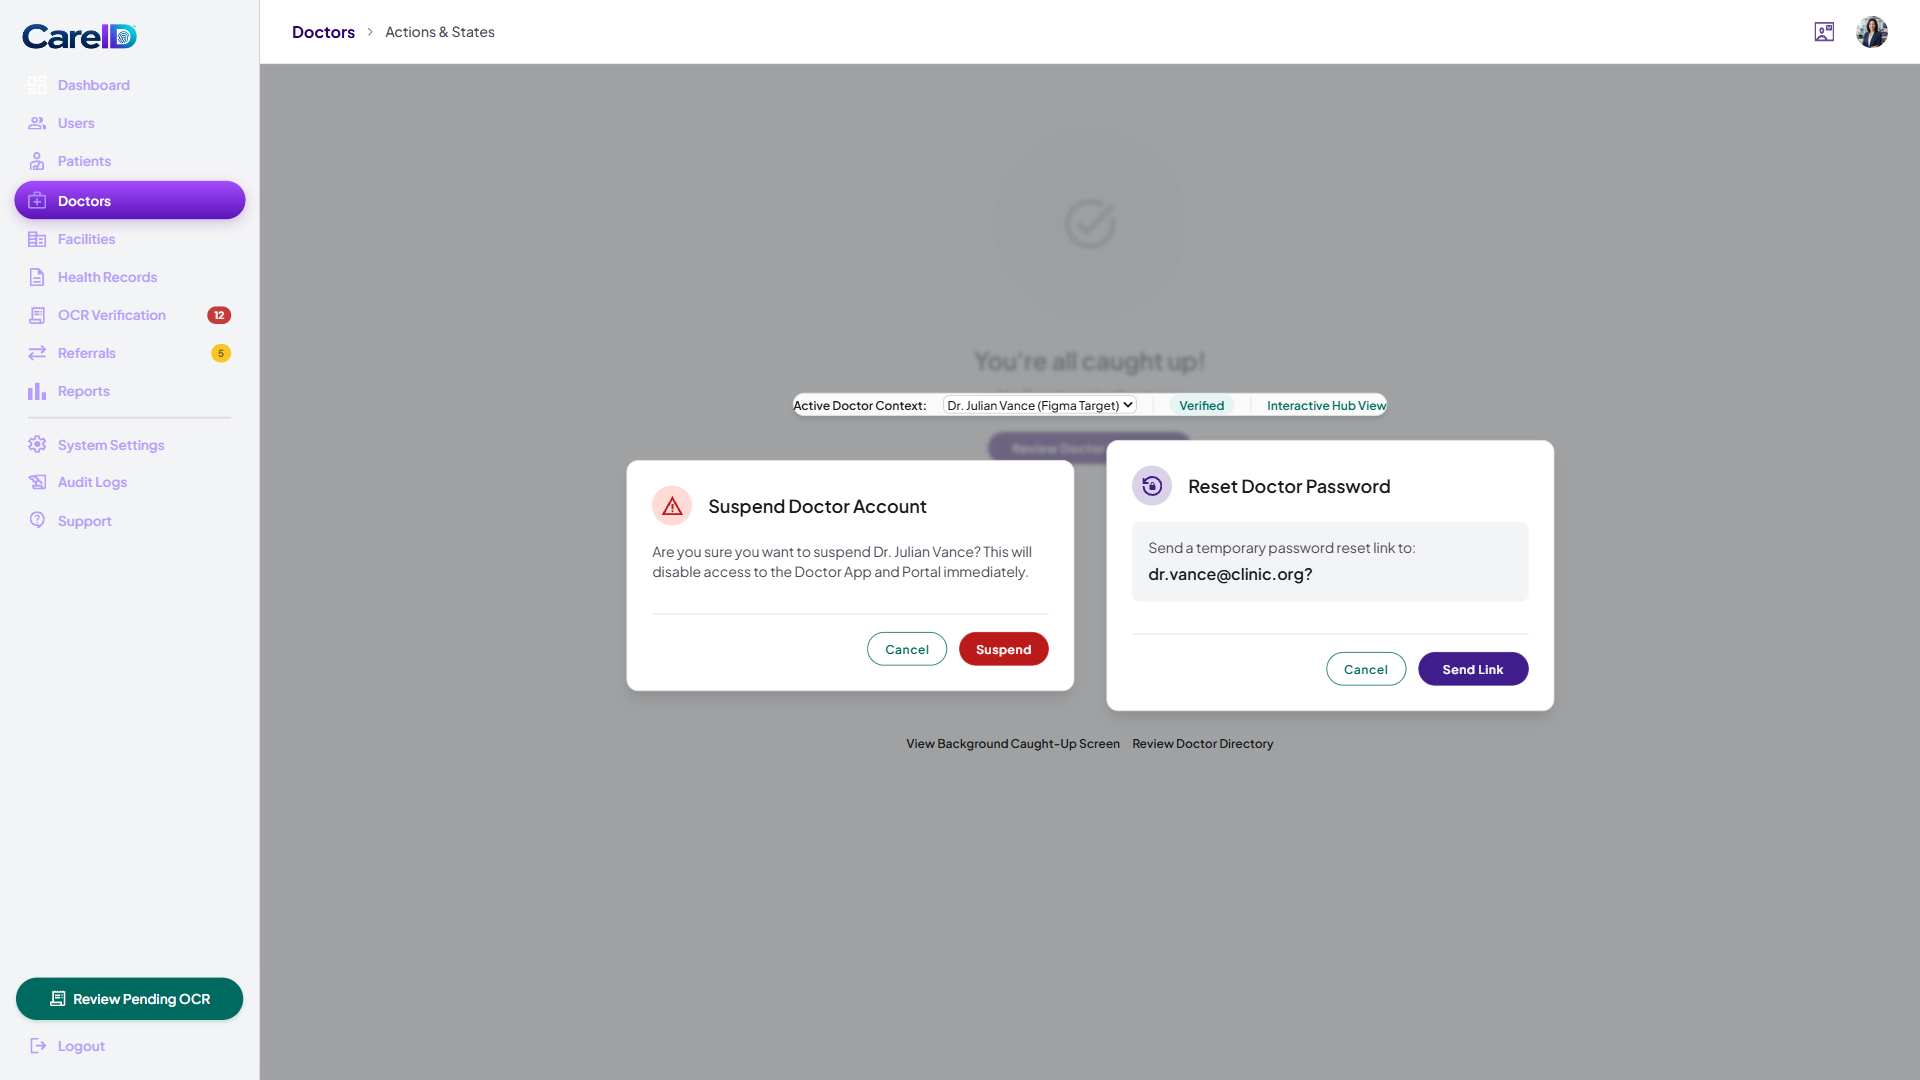 CareID
Dashboard
Users
Patients
Doctors
Facilities
Health Records
OCR Verification 12
Referrals 5
Reports
System Settings
Audit Logs
Support
Review Pending OCR
Logout
Doctors > Actions & States
You're all caught up!
Active Doctor Context: Dr. Julian Vance (Figma Target) Verified Interactive Hub View
Review Doctor
Suspend Doctor Account
Are you sure you want to suspend Dr. Julian Vance? This will
disable access to the Doctor App and Portal immediately.
Cancel Suspend
Reset Doctor Password
Send a temporary password reset link to:
dr.vance@clinic.org?
Cancel Send Link
View Background Caught-Up Screen Review Doctor Directory